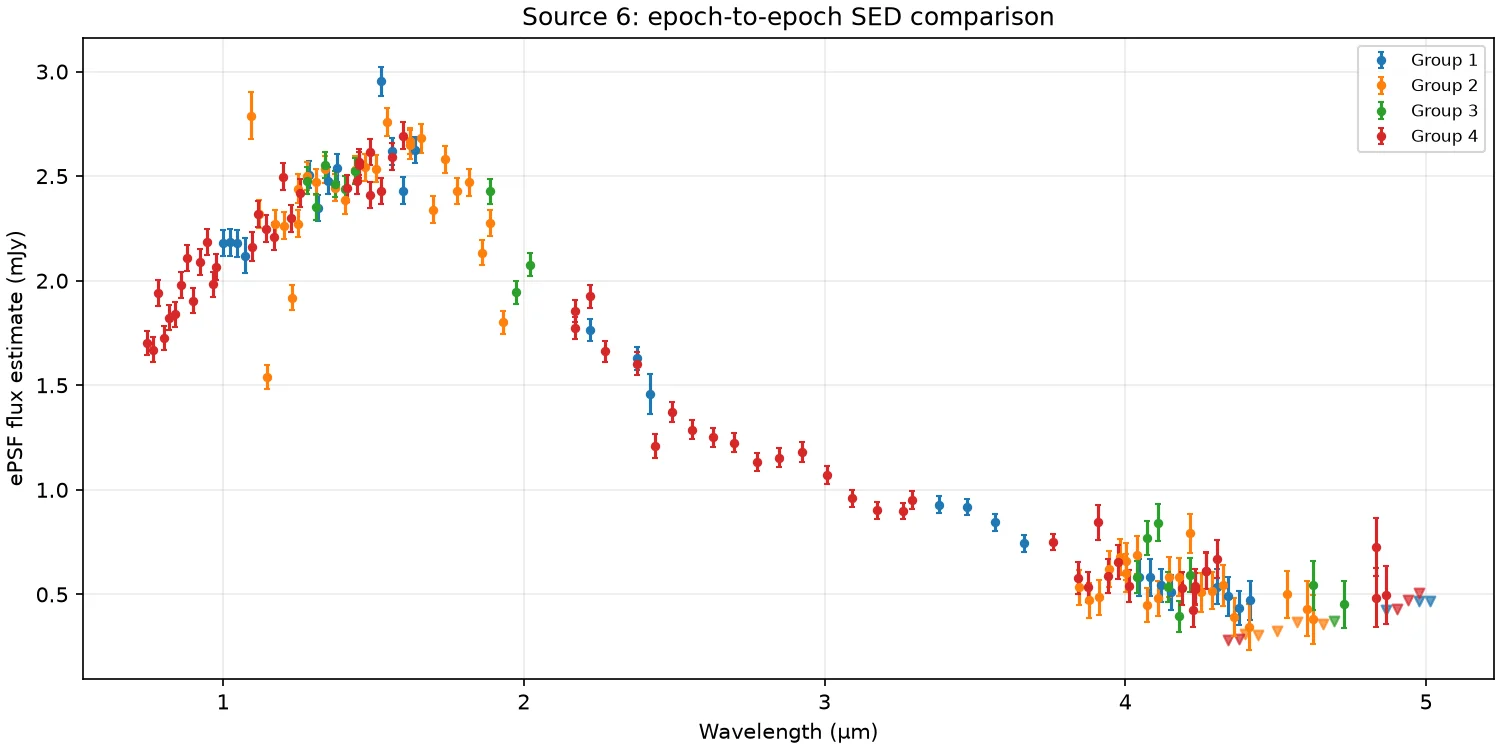 Source 6: epoch-to-epoch SED comparison
ePSF flux estimate (mJy)
3.0
2.5
2.0
1.5
1.0
0.5
Group 1
Group 2
Group 3
Group 4
1 2 3 4 5
Wavelength (μm)